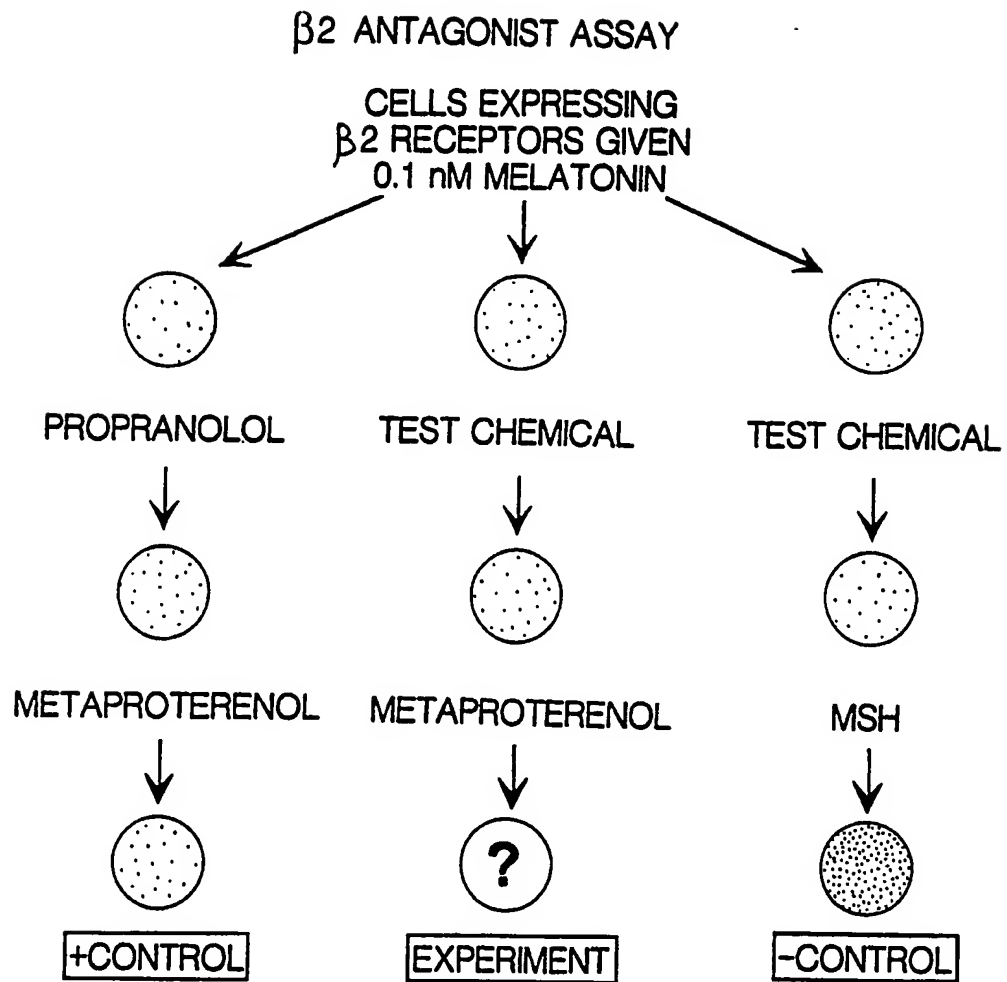 β2 ANTAGONIST ASSAY
CELLS EXPRESSING
β2 RECEPTORS GIVEN
0.1 nM MELATONIN
PROPRANOLOL
TEST CHEMICAL
TEST CHEMICAL
METAPROTERENOL
METAPROTERENOL
MSH
?
+CONTROL
EXPERIMENT
-CONTROL